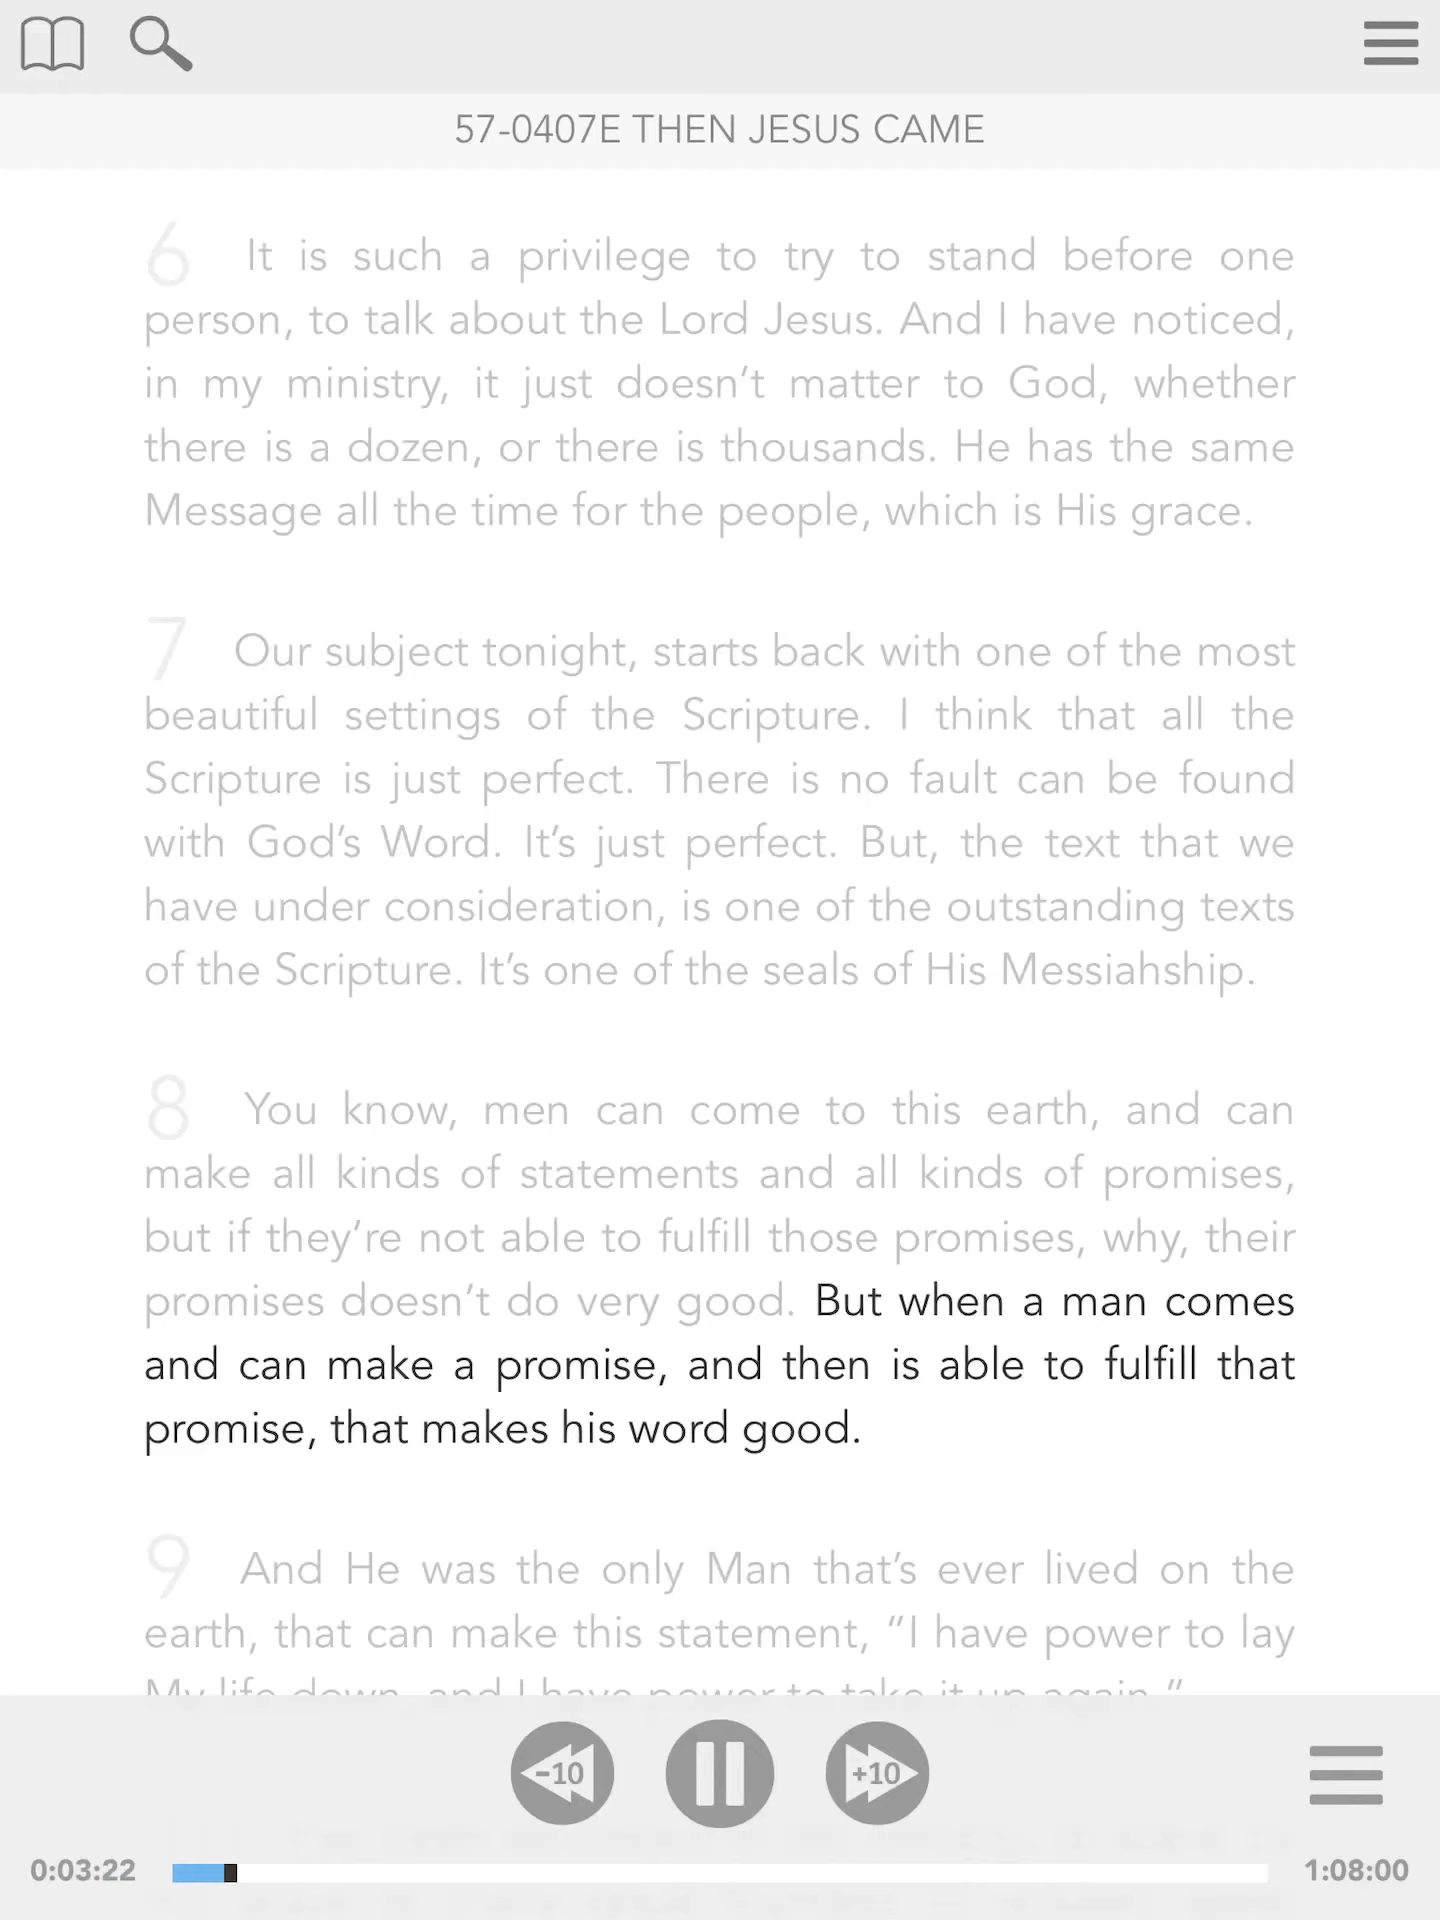 57-0407E THEN JESUS CAME
6 It is such a privilege to try to stand before one
person, to talk about the Lord Jesus. And I have noticed,
in my ministry, it just doesn’t matter to God, whether
there is a dozen, or there is thousands. He has the same
Message all the time for the people, which is His grace.
7 Our subject tonight, starts back with one of the most
beautiful settings of the Scripture. I think that all the
Scripture is just perfect. There is no fault can be found
with God’s Word. It’s just perfect. But, the text that we
have under consideration, is one of the outstanding texts
of the Scripture. It’s one of the seals of His Messiahship.
8 You know, men can come to this earth, and can
make all kinds of statements and all kinds of promises,
but if they’re not able to fulfill those promises, why, their
promises doesn’t do very good. But when a man comes
and can make a promise, and then is able to fulfill that
promise, that makes his word good.
9 And He was the only Man that’s ever lived on the
earth, that can make this statement, “I have power to lay
My life down, and I have power to take it up again.”
-10 +10
0:03:22 1:08:00